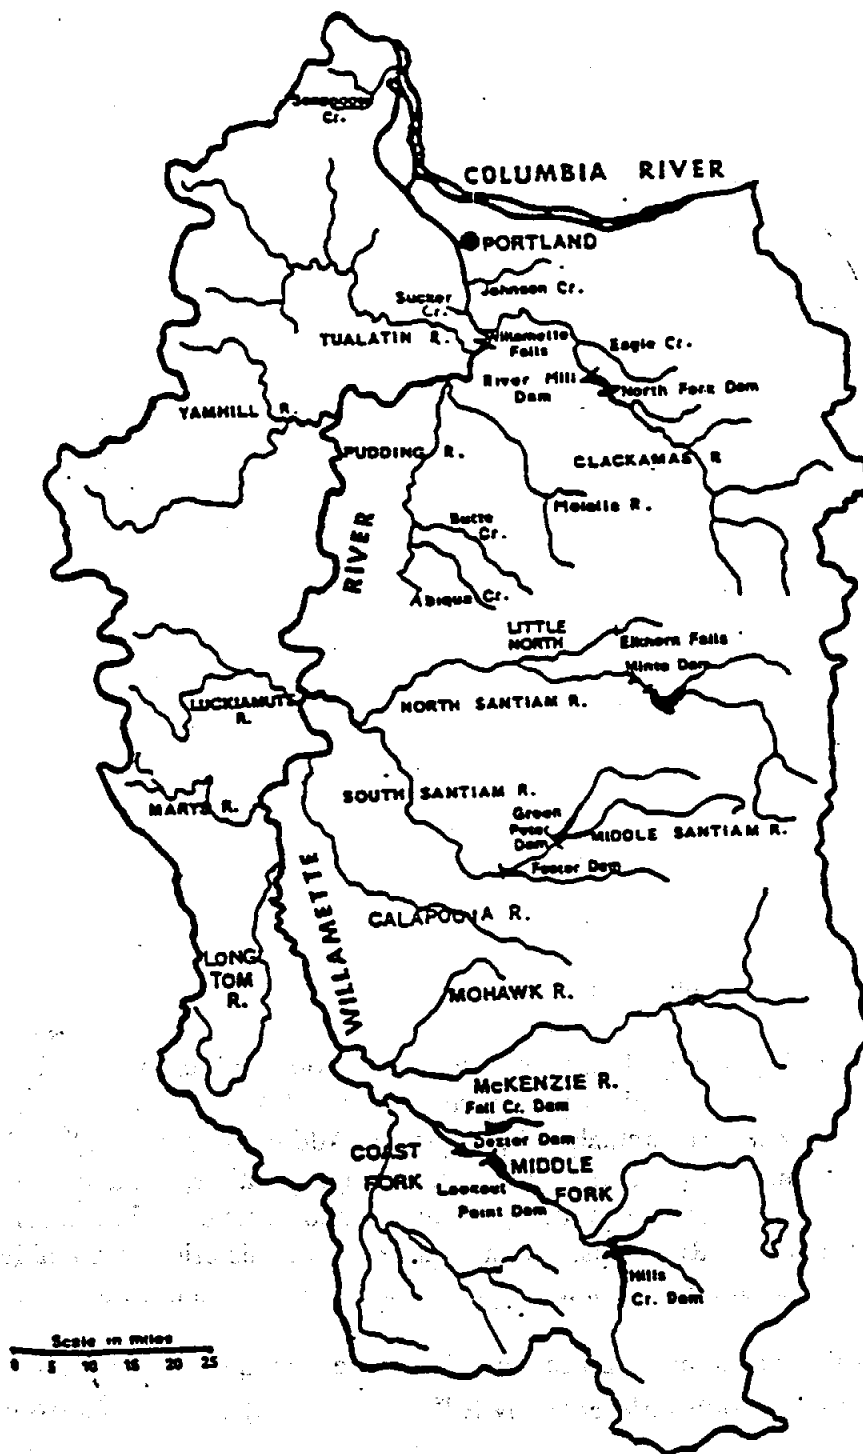 Cr.
COLUMBIA RIVER
PORTLAND
Johnson Cr.
Sucker
Cr.
TUALATIN R.
Willamette
Falls
Eagle Cr.
River Mill
Dam
North Fork Dam
YAMHILL R.
PUDDING R.
CLACKAMAS R
Molalla R.
RIVER
Butte
Cr.
Abiqua Cr.
LITTLE
NORTH
Elkhorn Falls
Minto Dam
LUCKIAMUTE
R.
NORTH SANTIAM R.
SOUTH SANTIAM R.
MARYS R.
Green
Peter
Dam
MIDDLE SANTIAM R.
Foster Dam
WILLAMETTE
CALAPOOIA R.
LONG
TOM
R.
MOHAWK R.
McKENZIE R.
Fall Cr. Dam
Dexter Dam
COAST
FORK
MIDDLE
FORK
Lookout
Point Dam
Hills
Cr. Dam
Scale in miles
0 5 10 15 20 25